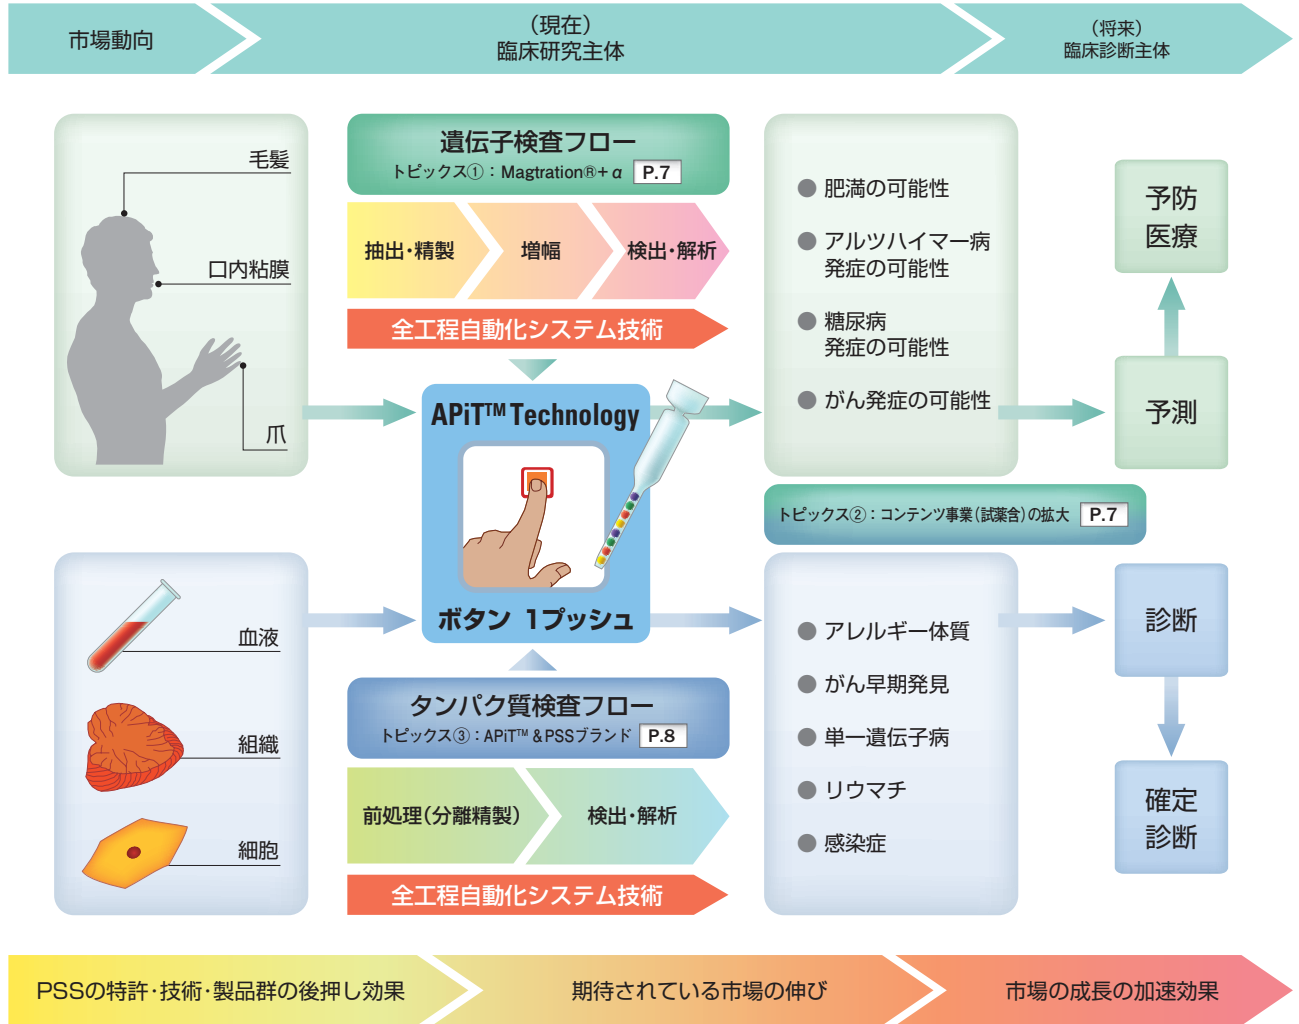 市場動向
(現在)
臨床研究主体
(将来)
臨床診断主体
毛髪
口内粘膜
爪
遺伝子検査フロー
トピックス①：Magtration®+α P.7
抽出・精製
増幅
検出・解析
全工程自動化システム技術
APiT™ Technology
ボタン 1プッシュ
● 肥満の可能性
● アルツハイマー病
発症の可能性
● 糖尿病
発症の可能性
● がん発症の可能性
予防
医療
予測
トピックス②：コンテンツ事業(試薬含)の拡大 P.7
血液
組織
細胞
タンパク質検査フロー
トピックス③：APiT™ & PSSブランド P.8
前処理(分離精製)
検出・解析
全工程自動化システム技術
● アレルギー体質
● がん早期発見
● 単一遺伝子病
● リウマチ
● 感染症
診断
確定
診断
PSSの特許・技術・製品群の後押し効果
期待されている市場の伸び
市場の成長の加速効果